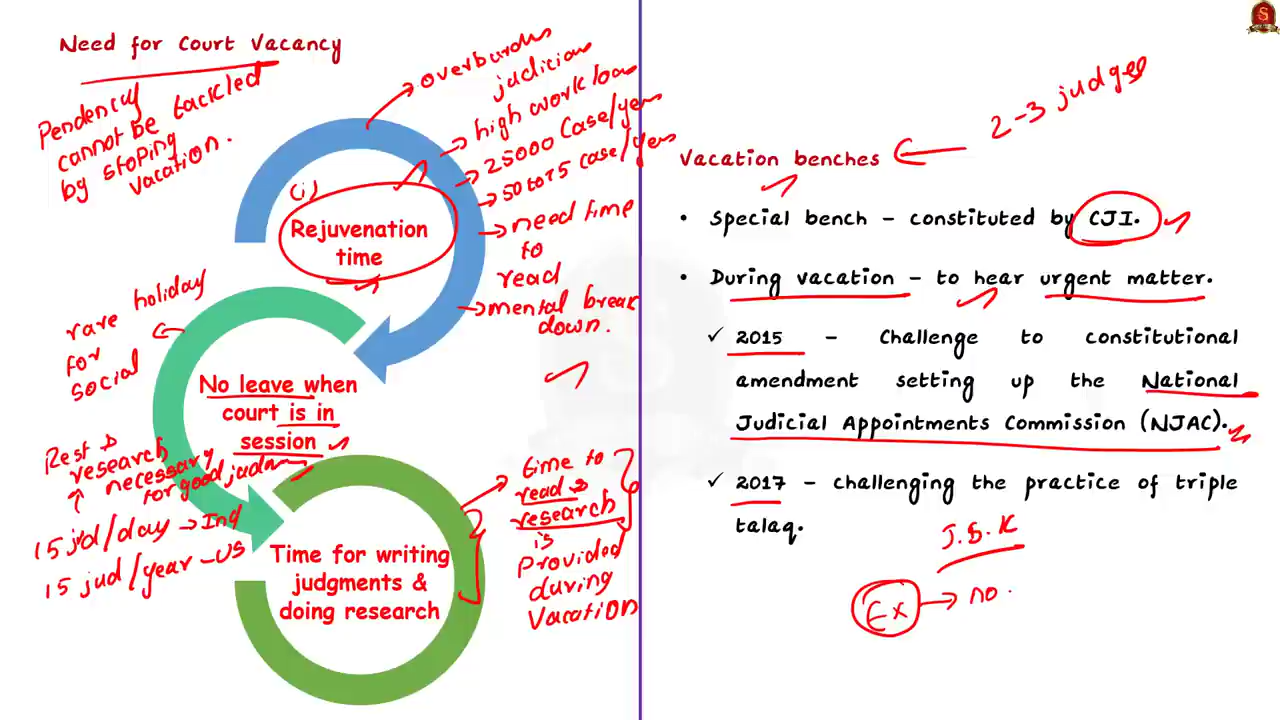 Need for Court Vacancy
Pendency
cannot be tackled
by stoping
vacation.
overburden
judicious
high work loan
25000 Case/year
50 to 75 case/year
need time
to
read
mental break
down.
(i)
Rejuvenation
time
rare holiday
for
social
No leave when
court is in
session
Rest &
research
necessary
for good judm
15 jud/day → Ind
15 jud/year - US
Time for writing
judgments &
doing research
time to
read &
research
is
Provided
during
Vacation
2-3 judges
Vacation benches
• Special bench – constituted by CJI.
• During vacation – to hear urgent matter.
✓ 2015 – Challenge to constitutional
amendment setting up the National
Judicial Appointments Commission (NJAC).
✓ 2017 – challenging the practice of triple
talaq.
J.S.K
Ex → no.
S